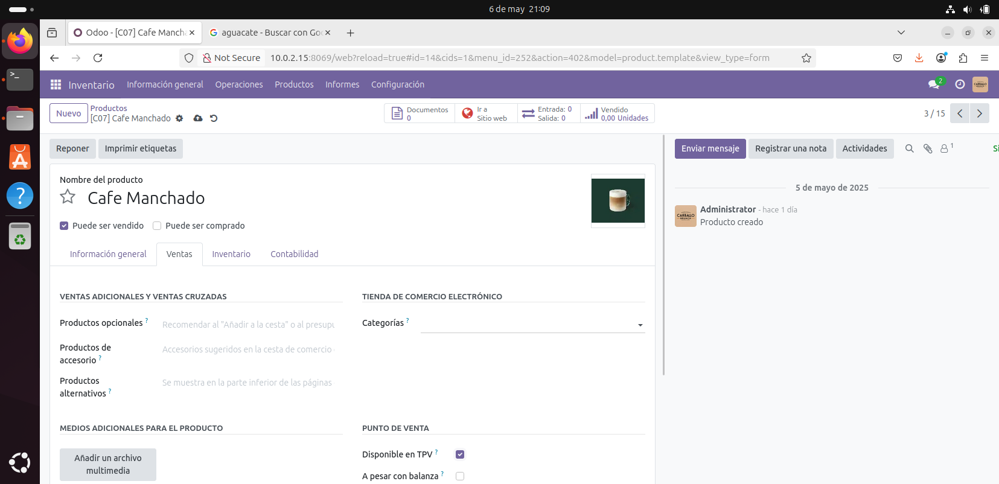 6 de may 21:09
Odoo - [C07] Cafe Mancha
aguacate - Buscar con Goo
Not Secure
10.0.2.15:8069/web?reload=true#id=14&cids=1&menu_id=252&action=402&model=product.template&view_type=form
Inventario Información general Operaciones Productos Informes Configuración
2
Nuevo
Productos
[C07] Cafe Manchado
Documentos
0
Ir a
Sitio web
Entrada: 0
Salida: 0
Vendido
0,00 Unidades
3 / 15
Reponer Imprimir etiquetas
Enviar mensaje Registrar una nota Actividades 1 Si
Nombre del producto
Cafe Manchado
Puede ser vendido Puede ser comprado
Información general Ventas Inventario Contabilidad
5 de mayo de 2025
CARBALLO
BRUNCH
Administrator - hace 1 día
Producto creado
VENTAS ADICIONALES Y VENTAS CRUZADAS
Productos opcionales ? Recomendar al "Añadir a la cesta" o al presupu
Productos de
accesorio ?
Accesorios sugeridos en la cesta de comercio
Productos
alternativos ?
Se muestra en la parte inferior de las páginas
TIENDA DE COMERCIO ELECTRÓNICO
Categorías ?
MEDIOS ADICIONALES PARA EL PRODUCTO
Añadir un archivo
multimedia
PUNTO DE VENTA
Disponible en TPV ?
A pesar con balanza ?